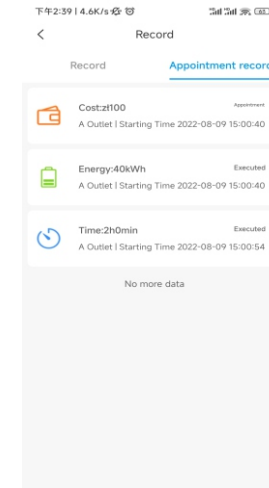 下午2:39 | 4.6K/s
Record
Record Appointment record
Cost:zł100 Appointment
A Outlet | Starting Time 2022-08-09 15:00:40
Energy:40kWh Executed
A Outlet | Starting Time 2022-08-09 15:00:40
Time:2h0min Executed
A Outlet | Starting Time 2022-08-09 15:00:54
No more data